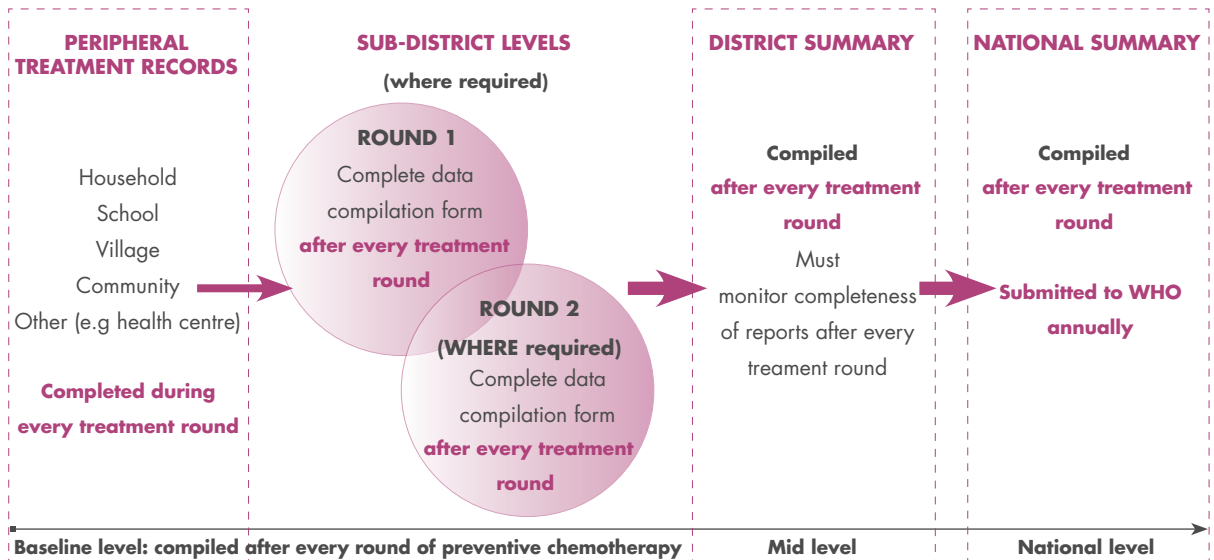 PERIPHERAL
TREATMENT RECORDS
Household
School
Village
Community
Other (e.g health centre)
Completed during
every treatment round
SUB-DISTRICT LEVELS
(where required)
ROUND 1
Complete data
compilation form
after every treatment
round
ROUND 2
(WHERE required)
Complete data
compilation form
after every treatment
round
DISTRICT SUMMARY
Compiled
after every treatment
round
Must
monitor completeness
of reports after every
treament round
NATIONAL SUMMARY
Compiled
after every treatment
round
Submitted to WHO
annually
Baseline level: compiled after every round of preventive chemotherapy
Mid level
National level